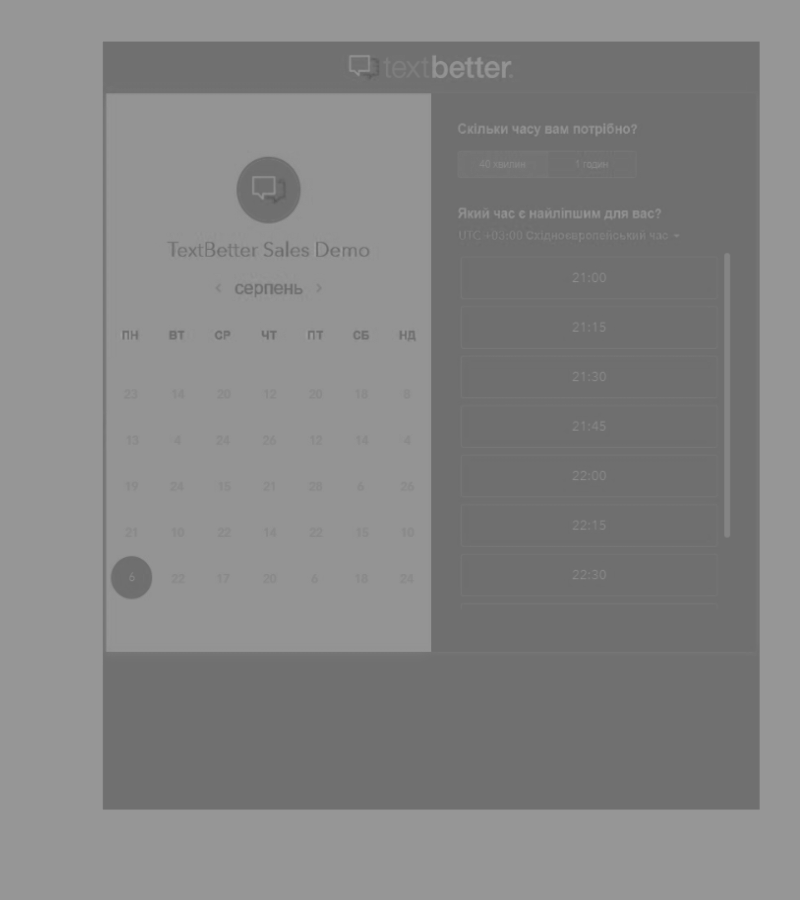 textbetter
TextBetter Sales Demo
‹ серпень ›
ПН ВТ СР ЧТ ПТ СБ НД
23 14 20 12 20 18
13 4 24 26 12 14 4
19 24 15 21 28 6 26
21 10 22 14 22 15 10
6 22 17 20 6 18 24
Скільки часу вам потрібно?
40 хвилин 1 годин
Який час є найліпшим для вас?
UTC +03:00 Східноєвропейський час
21:00
21:15
21:30
21:45
22:00
22:15
22:30